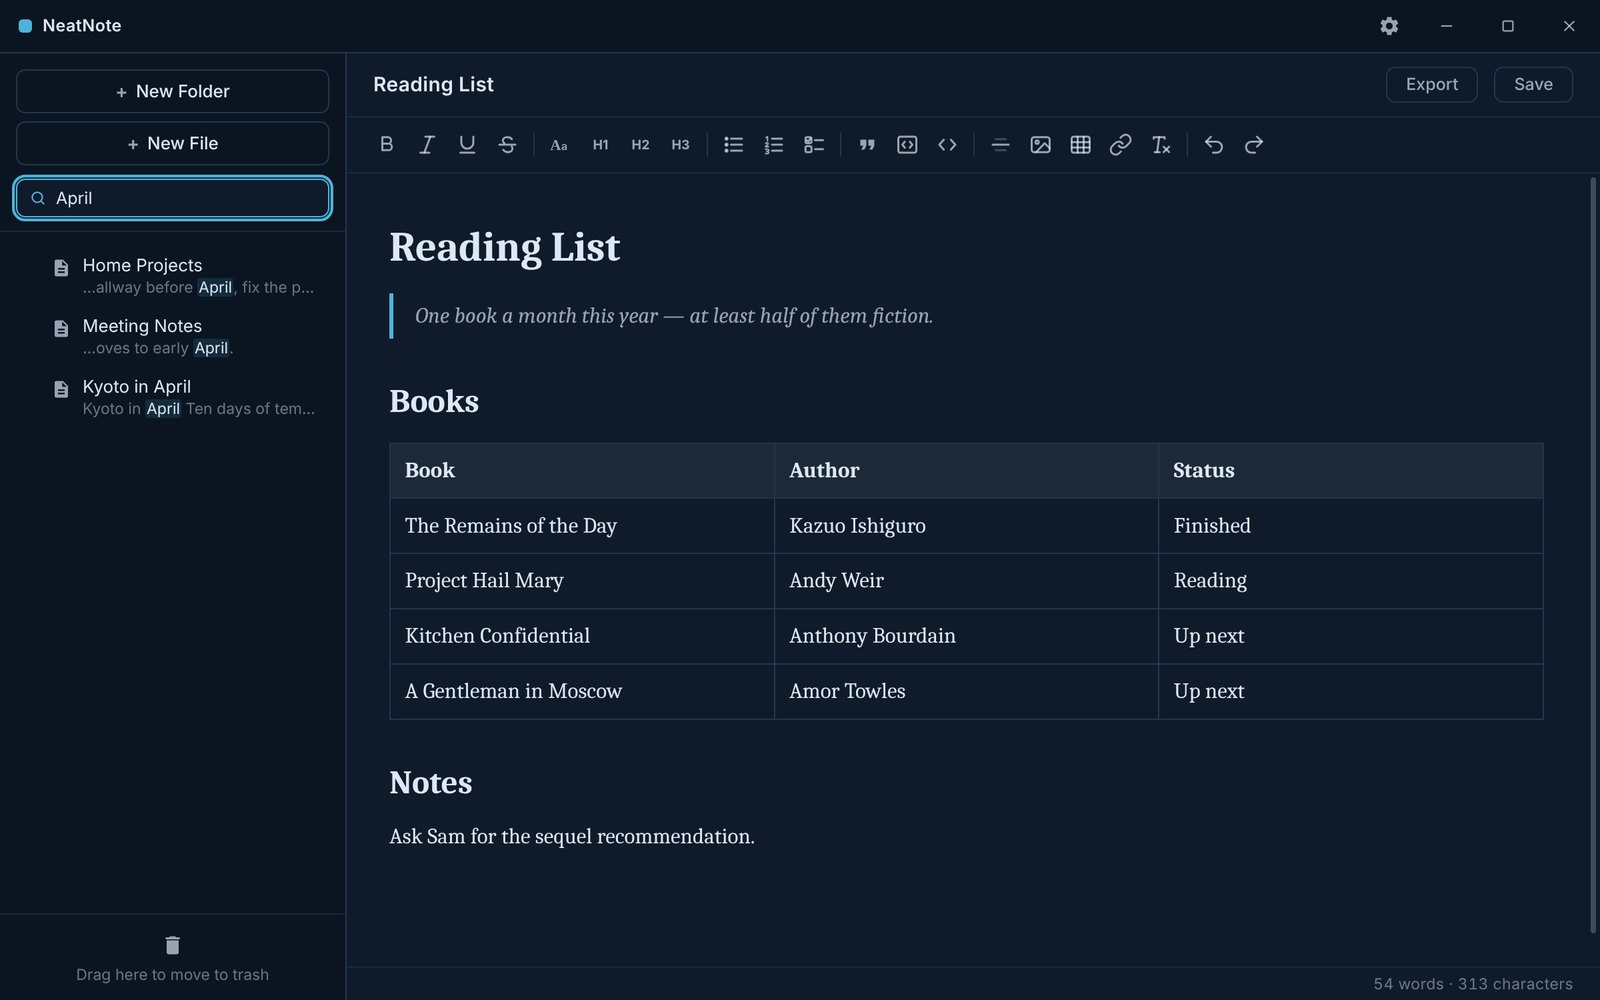 NeatNote
+ New Folder
+ New File
April
Home Projects
...allway before April, fix the p...
Meeting Notes
...oves to early April.
Kyoto in April
Kyoto in April Ten days of tem...
Drag here to move to trash
Reading List
Export
Save
B I U S Aa H1 H2 H3
Reading List
One book a month this year — at least half of them fiction.
Books
Book Author Status
The Remains of the Day Kazuo Ishiguro Finished
Project Hail Mary Andy Weir Reading
Kitchen Confidential Anthony Bourdain Up next
A Gentleman in Moscow Amor Towles Up next
Notes
Ask Sam for the sequel recommendation.
54 words · 313 characters